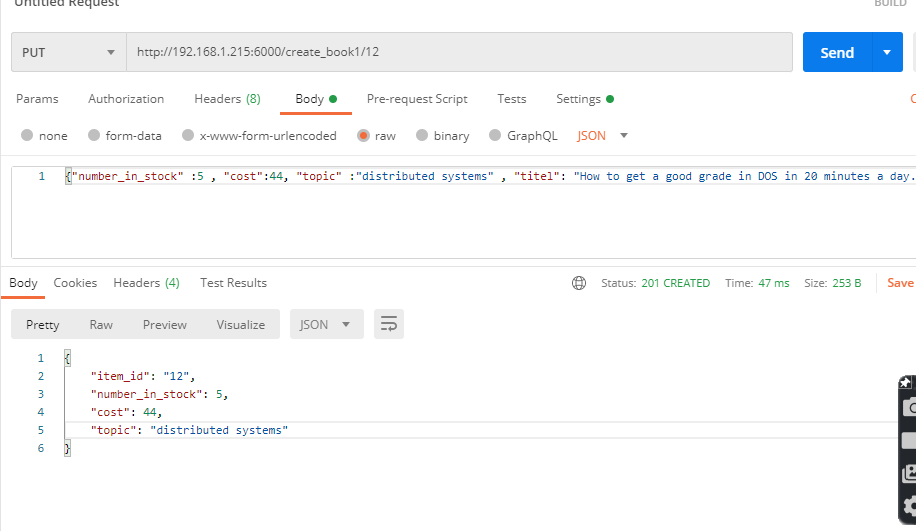 Untitled Request BUILD
PUT http://192.168.1.215:6000/create_book1/12 Send
Params Authorization Headers (8) Body Pre-request Script Tests Settings
none form-data x-www-form-urlencoded raw binary GraphQL JSON
1 {"number_in_stock" :5 , "cost":44, "topic" :"distributed systems" , "titel": "How to get a good grade in DOS in 20 minutes a day.
Body Cookies Headers (4) Test Results Status: 201 CREATED Time: 47 ms Size: 253 B Save
Pretty Raw Preview Visualize JSON
1 {
2 "item_id": "12",
3 "number_in_stock": 5,
4 "cost": 44,
5 "topic": "distributed systems"
6 }